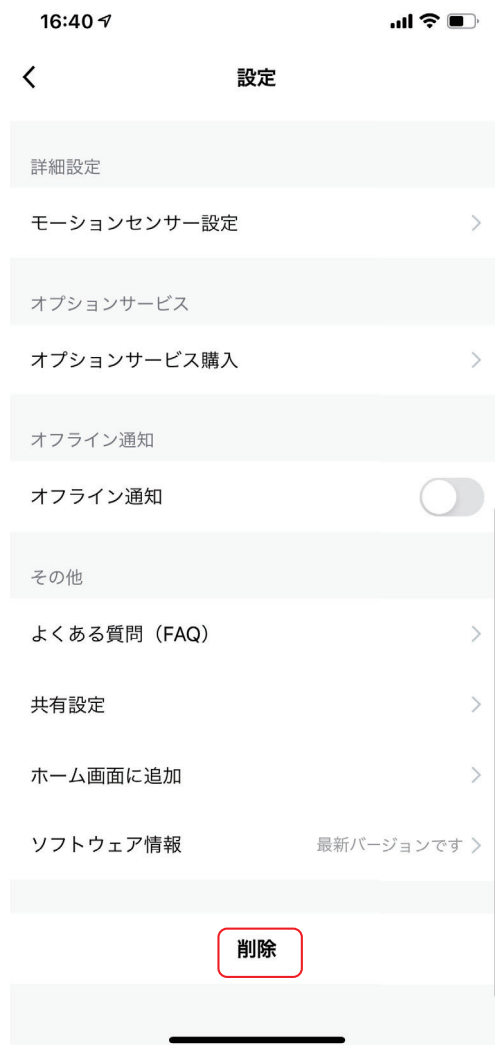 16:40
設定
詳細設定
モーションセンサー設定
オプションサービス
オプションサービス購入
オフライン通知
オフライン通知
その他
よくある質問（FAQ）
共有設定
ホーム画面に追加
ソフトウェア情報 最新バージョンです
削除